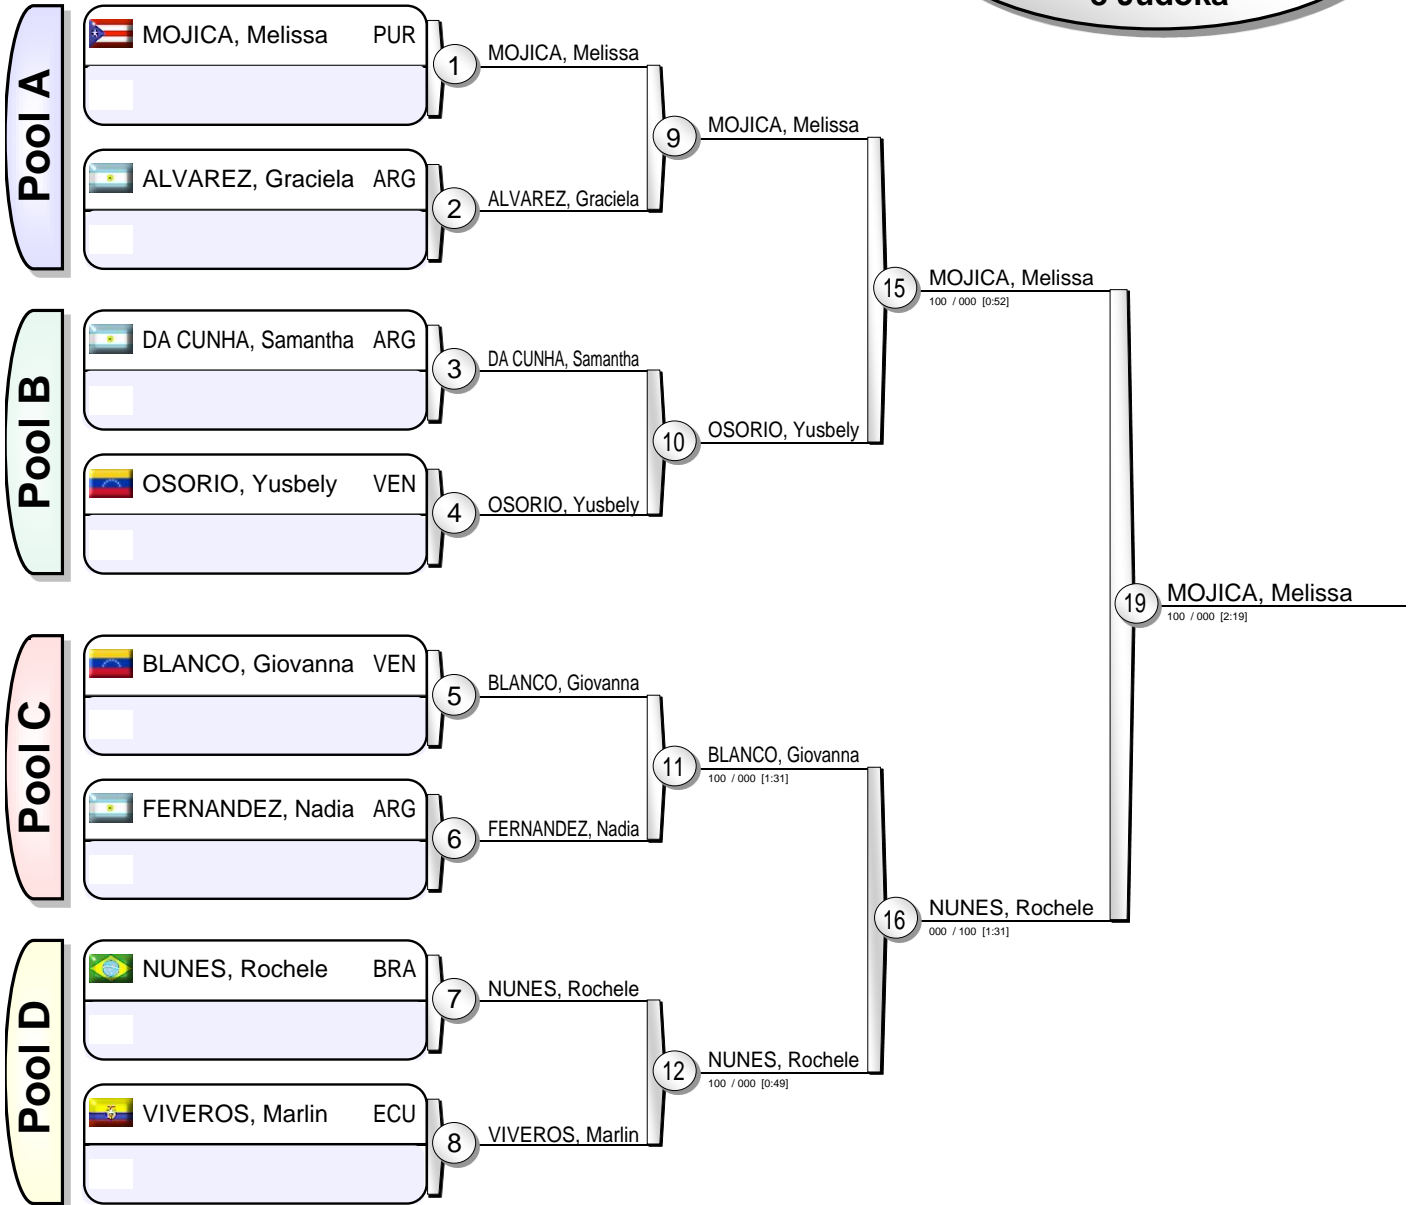 8 Judoka
Pool A
MOJICA, Melissa PUR
1
MOJICA, Melissa
9
MOJICA, Melissa
ALVAREZ, Graciela ARG
2
ALVAREZ, Graciela
15
MOJICA, Melissa
100 / 000 [0:52]
Pool B
DA CUNHA, Samantha ARG
3
DA CUNHA, Samantha
10
OSORIO, Yusbely
OSORIO, Yusbely VEN
4
OSORIO, Yusbely
19
MOJICA, Melissa
100 / 000 [2:19]
Pool C
BLANCO, Giovanna VEN
5
BLANCO, Giovanna
11
BLANCO, Giovanna
100 / 000 [1:31]
FERNANDEZ, Nadia ARG
6
FERNANDEZ, Nadia
16
NUNES, Rochele
000 / 100 [1:31]
Pool D
NUNES, Rochele BRA
7
NUNES, Rochele
12
NUNES, Rochele
100 / 000 [0:49]
VIVEROS, Marlin ECU
8
VIVEROS, Marlin